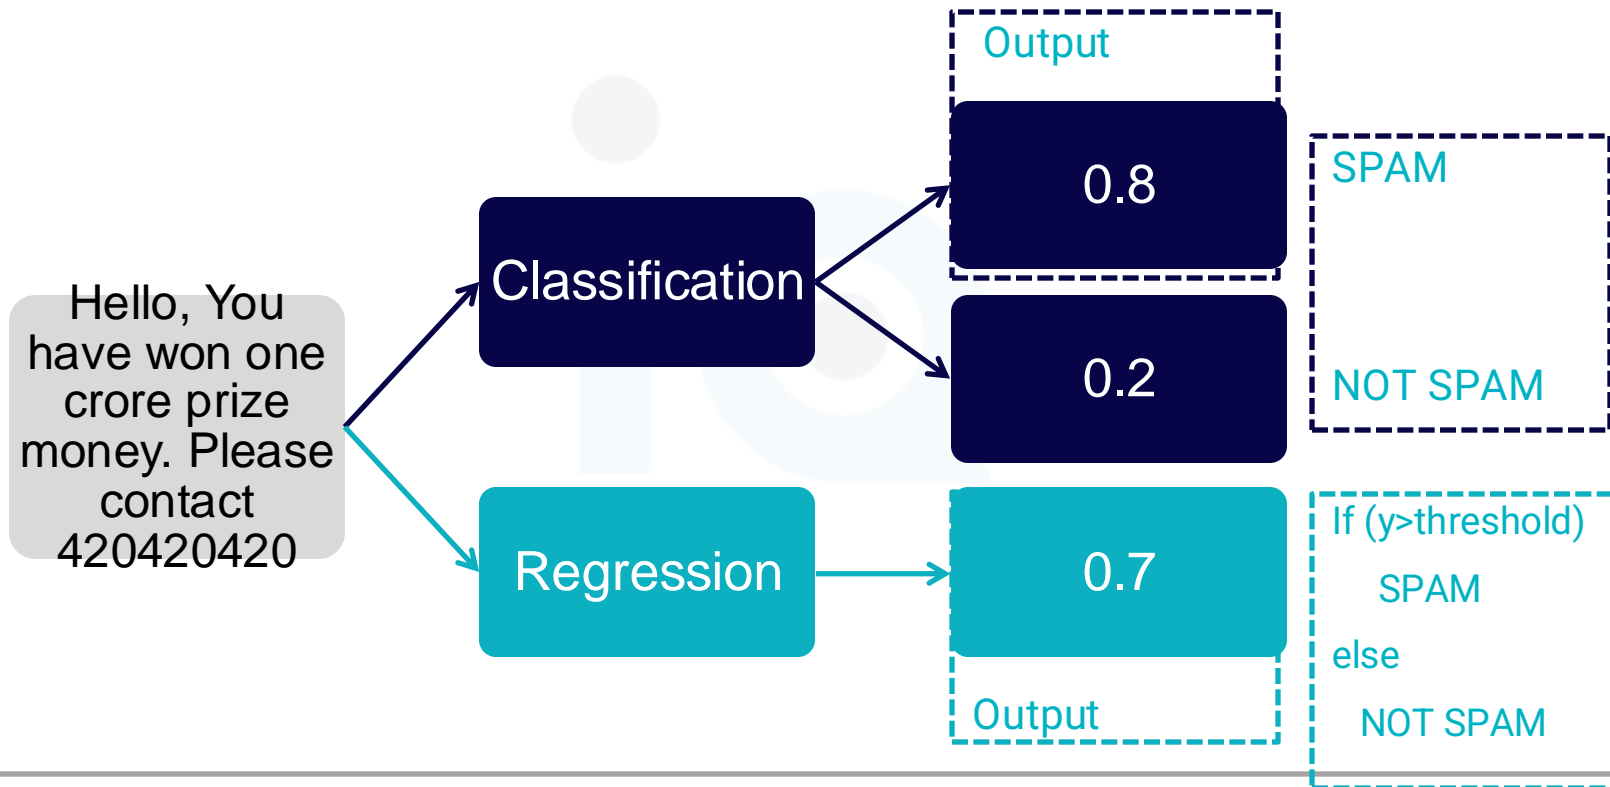 Hello, You
have won one
crore prize
money. Please
contact
420420420
Classification
Regression
Output
0.8
0.2
0.7
Output
SPAM
NOT SPAM
If (y>threshold)
SPAM
else
NOT SPAM